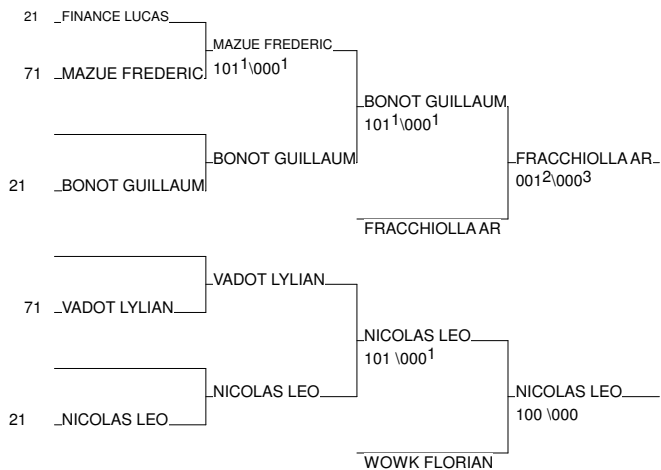 21 FINANCE LUCAS
MAZUE FREDERIC
101¹\000¹
71 MAZUE FREDERIC
BONOT GUILLAUM
101¹\000¹
BONOT GUILLAUM
FRACCHIOLLA AR
001²\000³
21 BONOT GUILLAUM
FRACCHIOLLA AR
VADOT LYLIAN
71 VADOT LYLIAN
NICOLAS LEO
101 \000¹
NICOLAS LEO
NICOLAS LEO
100 \000
21 NICOLAS LEO
WOWK FLORIAN